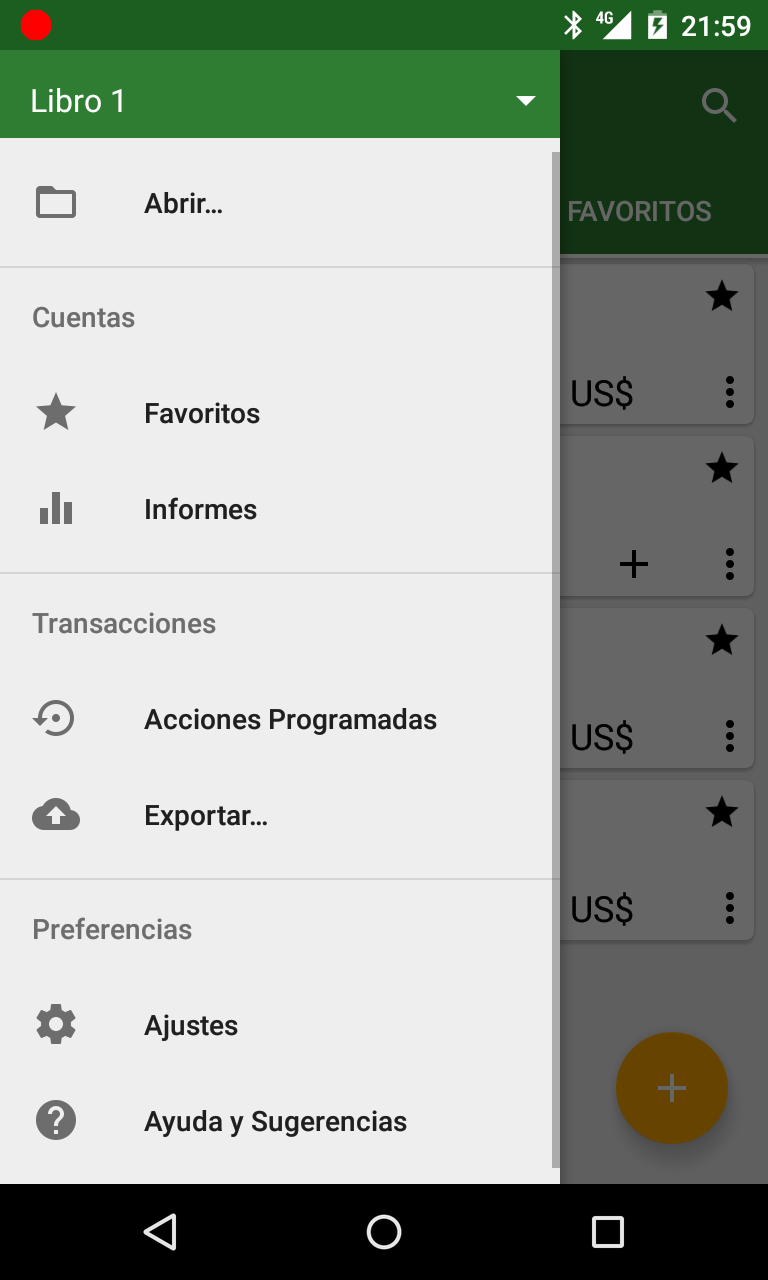 4G 21:59
Libro 1
FAVORITOS
Abrir...
Cuentas
Favoritos
Informes
Transacciones
Acciones Programadas
Exportar...
Preferencias
Ajustes
Ayuda y Sugerencias
US$
US$
US$